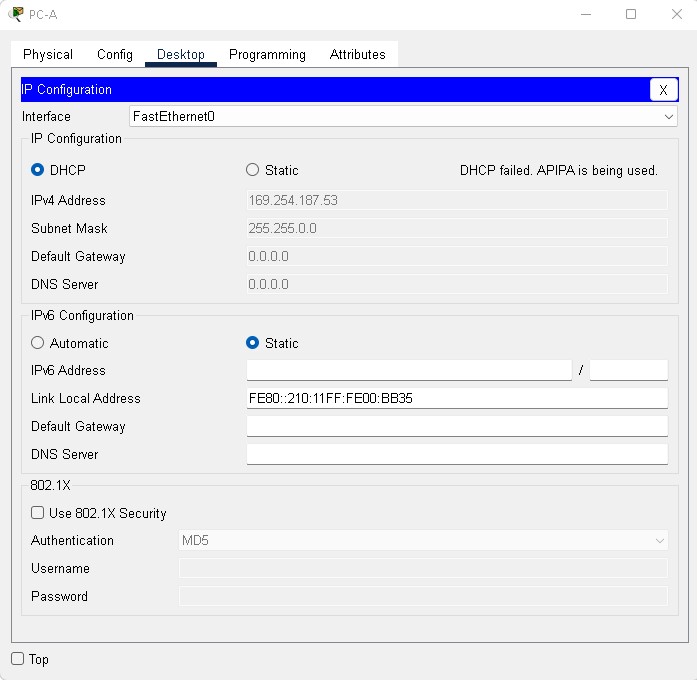 PC-A
Physical Config Desktop Programming Attributes
IP Configuration X
Interface FastEthernet0
IP Configuration
DHCP Static DHCP failed. APIPA is being used.
IPv4 Address 169.254.187.53
Subnet Mask 255.255.0.0
Default Gateway 0.0.0.0
DNS Server 0.0.0.0
IPv6 Configuration
Automatic Static
IPv6 Address /
Link Local Address FE80::210:11FF:FE00:BB35
Default Gateway
DNS Server
802.1X
Use 802.1X Security
Authentication MD5
Username
Password
Top